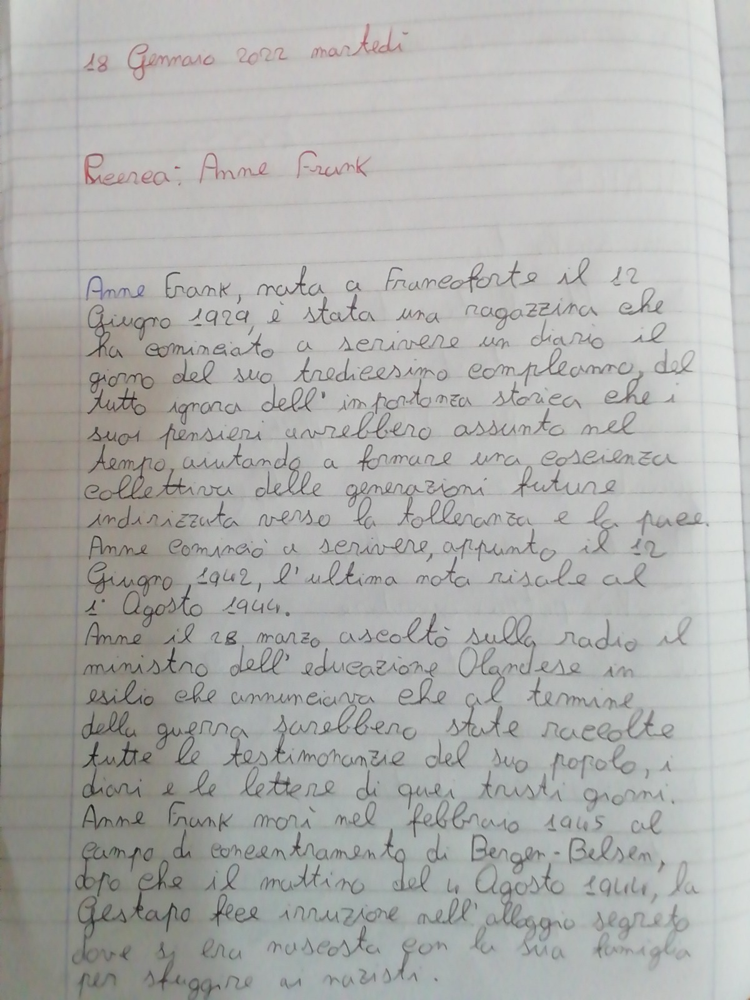 18 Gennaio 2022 martedì
Ricerca: Anne Frank
Anne Frank, nata a Francoforte il 12
Giugno 1929, è stata una ragazzina che
ha cominciato a scrivere un diario il
giorno del suo tredicesimo compleanno, del
tutto ignara dell'importanza storica che i
suoi pensieri avrebbero assunto nel
tempo, aiutando a formare una coscienza
collettiva delle generazioni future
indirizzata verso la tolleranza e la pace.
Anne cominciò a scrivere, appunto il 12
Giugno 1942, l'ultima nota risale al
1° Agosto 1944.
Anne il 28 marzo ascoltò sulla radio il
ministro dell'educazione Olandese in
esilio che annunciava che al termine
della guerra sarebbero state raccolte
tutte le testimonanzie del suo popolo, i
diari e le lettere di quei tristi giorni.
Anne Frank morì nel febbraio 1945 al
campo di concentramento di Bergen-Belsen,
dopo che il mattino del 4 Agosto 1944, la
Gestapo fece irruzione nell'alloggio segreto
dove si era nascosta con la sua famiglia
per sfuggire ai nazisti.